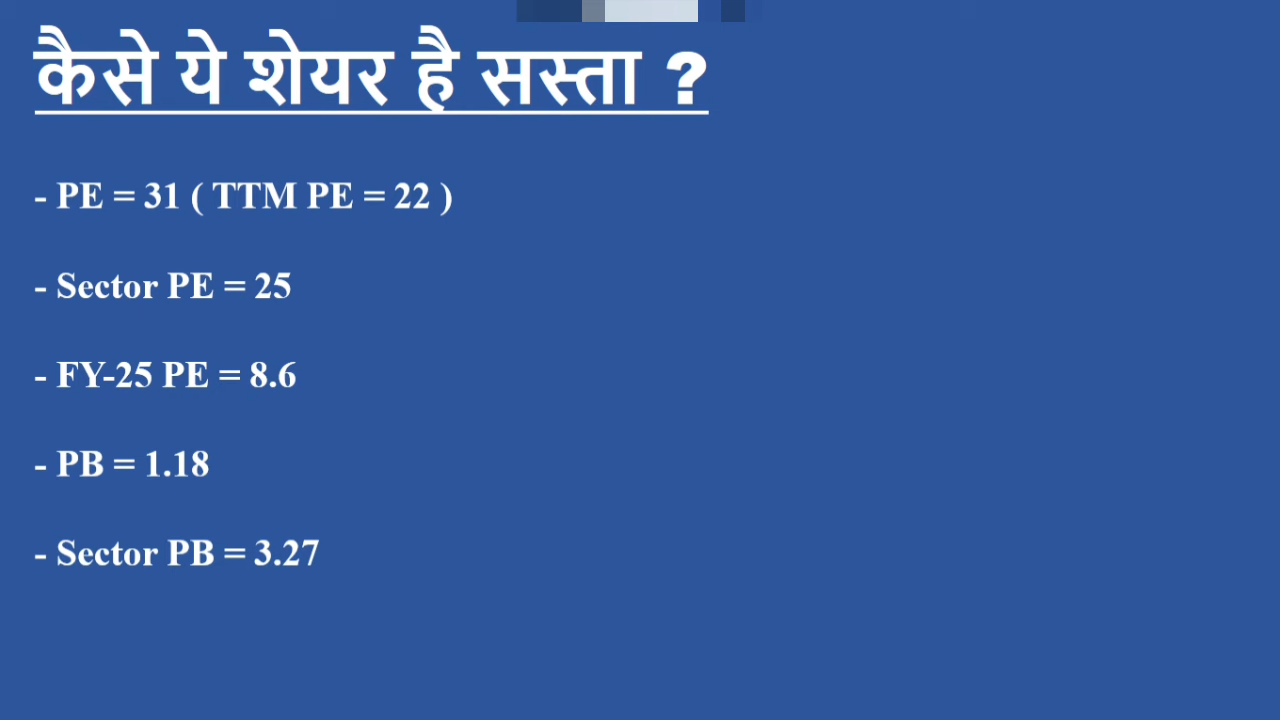 कैसे ये शेयर है सस्ता ?
- PE = 31 ( TTM PE = 22 )
- Sector PE = 25
- FY-25 PE = 8.6
- PB = 1.18
- Sector PB = 3.27